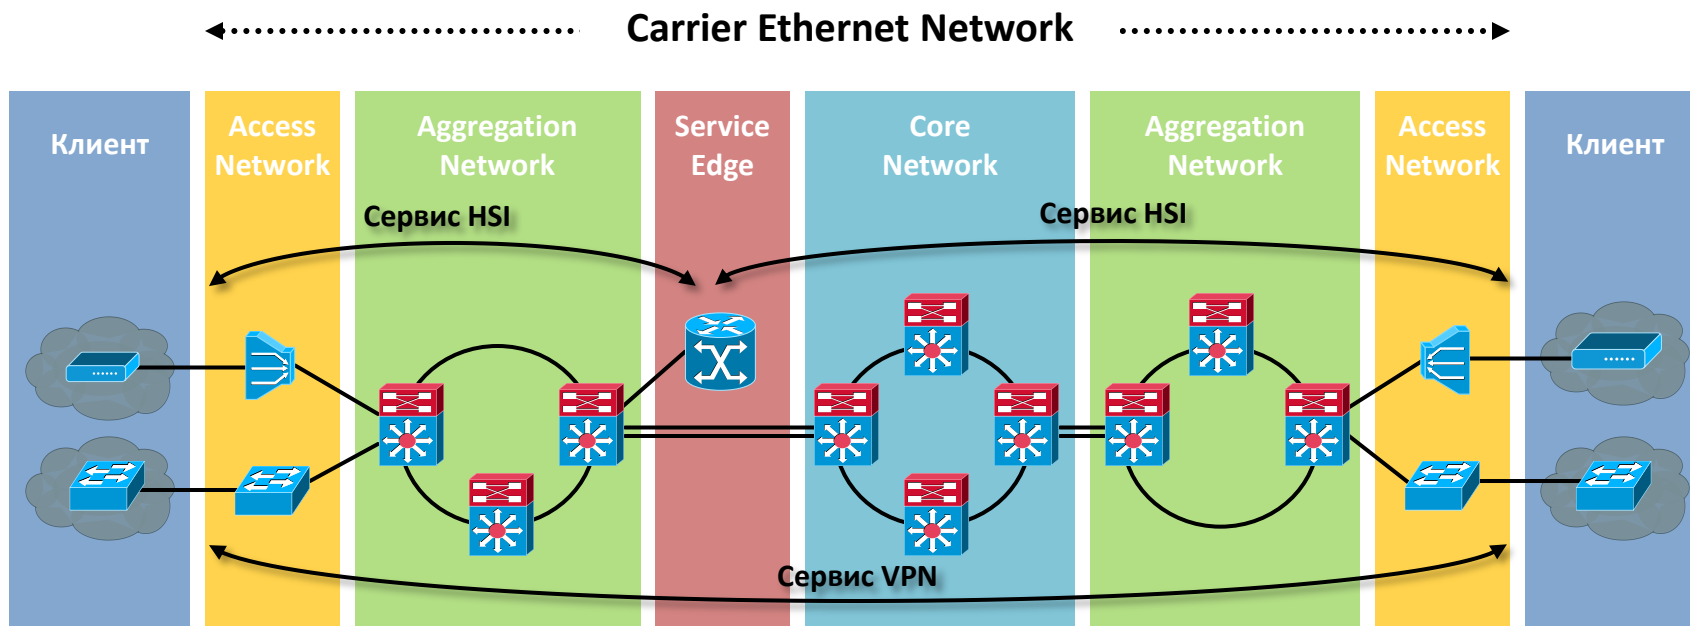 Carrier Ethernet Network
Клиент
Access
Network
Aggregation
Network
Service
Edge
Core
Network
Aggregation
Network
Access
Network
Клиент
Сервис HSI
Сервис HSI
Сервис VPN